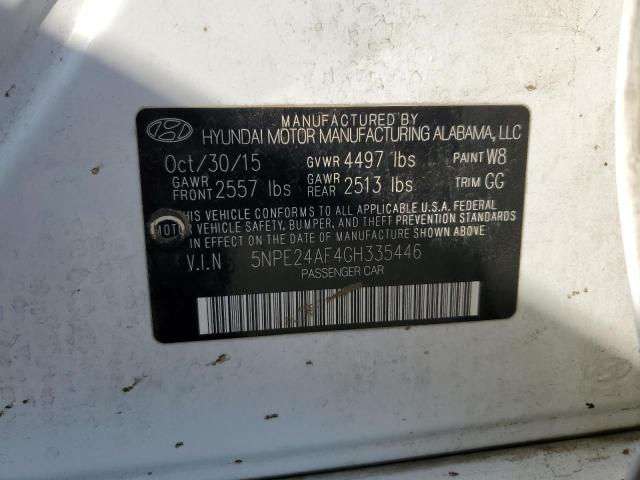 MANUFACTURED BY
HYUNDAI MOTOR MANUFACTURING ALABAMA, LLC
Oct/30/15 GVWR 4497 lbs PAINT W8
GAWR FRONT 2557 lbs GAWR REAR 2513 lbs TRIM GG
THIS VEHICLE CONFORMS TO ALL APPLICABLE U.S.A. FEDERAL
MOTOR VEHICLE SAFETY, BUMPER, AND THEFT PREVENTION STANDARDS
IN EFFECT ON THE DATE OF MANUFACTURE SHOWN ABOVE.
V.I.N 5NPE24AF4GH335446
PASSENGER CAR